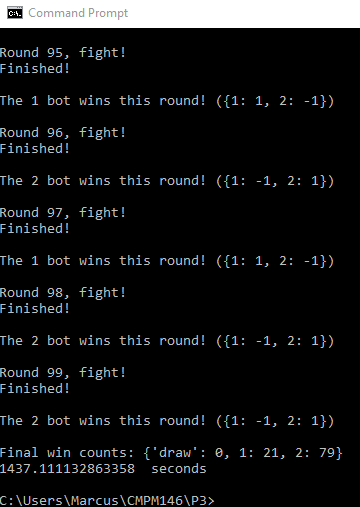 Command Prompt
Round 95, fight!
Finished!
The 1 bot wins this round! ({1: 1, 2: -1})
Round 96, fight!
Finished!
The 2 bot wins this round! ({1: -1, 2: 1})
Round 97, fight!
Finished!
The 1 bot wins this round! ({1: 1, 2: -1})
Round 98, fight!
Finished!
The 2 bot wins this round! ({1: -1, 2: 1})
Round 99, fight!
Finished!
The 2 bot wins this round! ({1: -1, 2: 1})
Final win counts: {'draw': 0, 1: 21, 2: 79}
1437.111132863358  seconds
C:\Users\Marcus\CMPM146\P3>